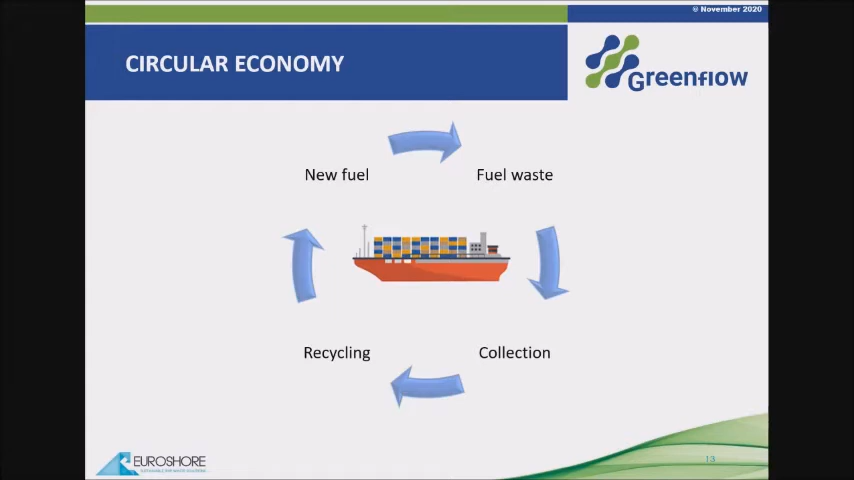 @ November 2020
CIRCULAR ECONOMY
Greenflow
New fuel
Fuel waste
Recycling
Collection
EUROSHORE
13